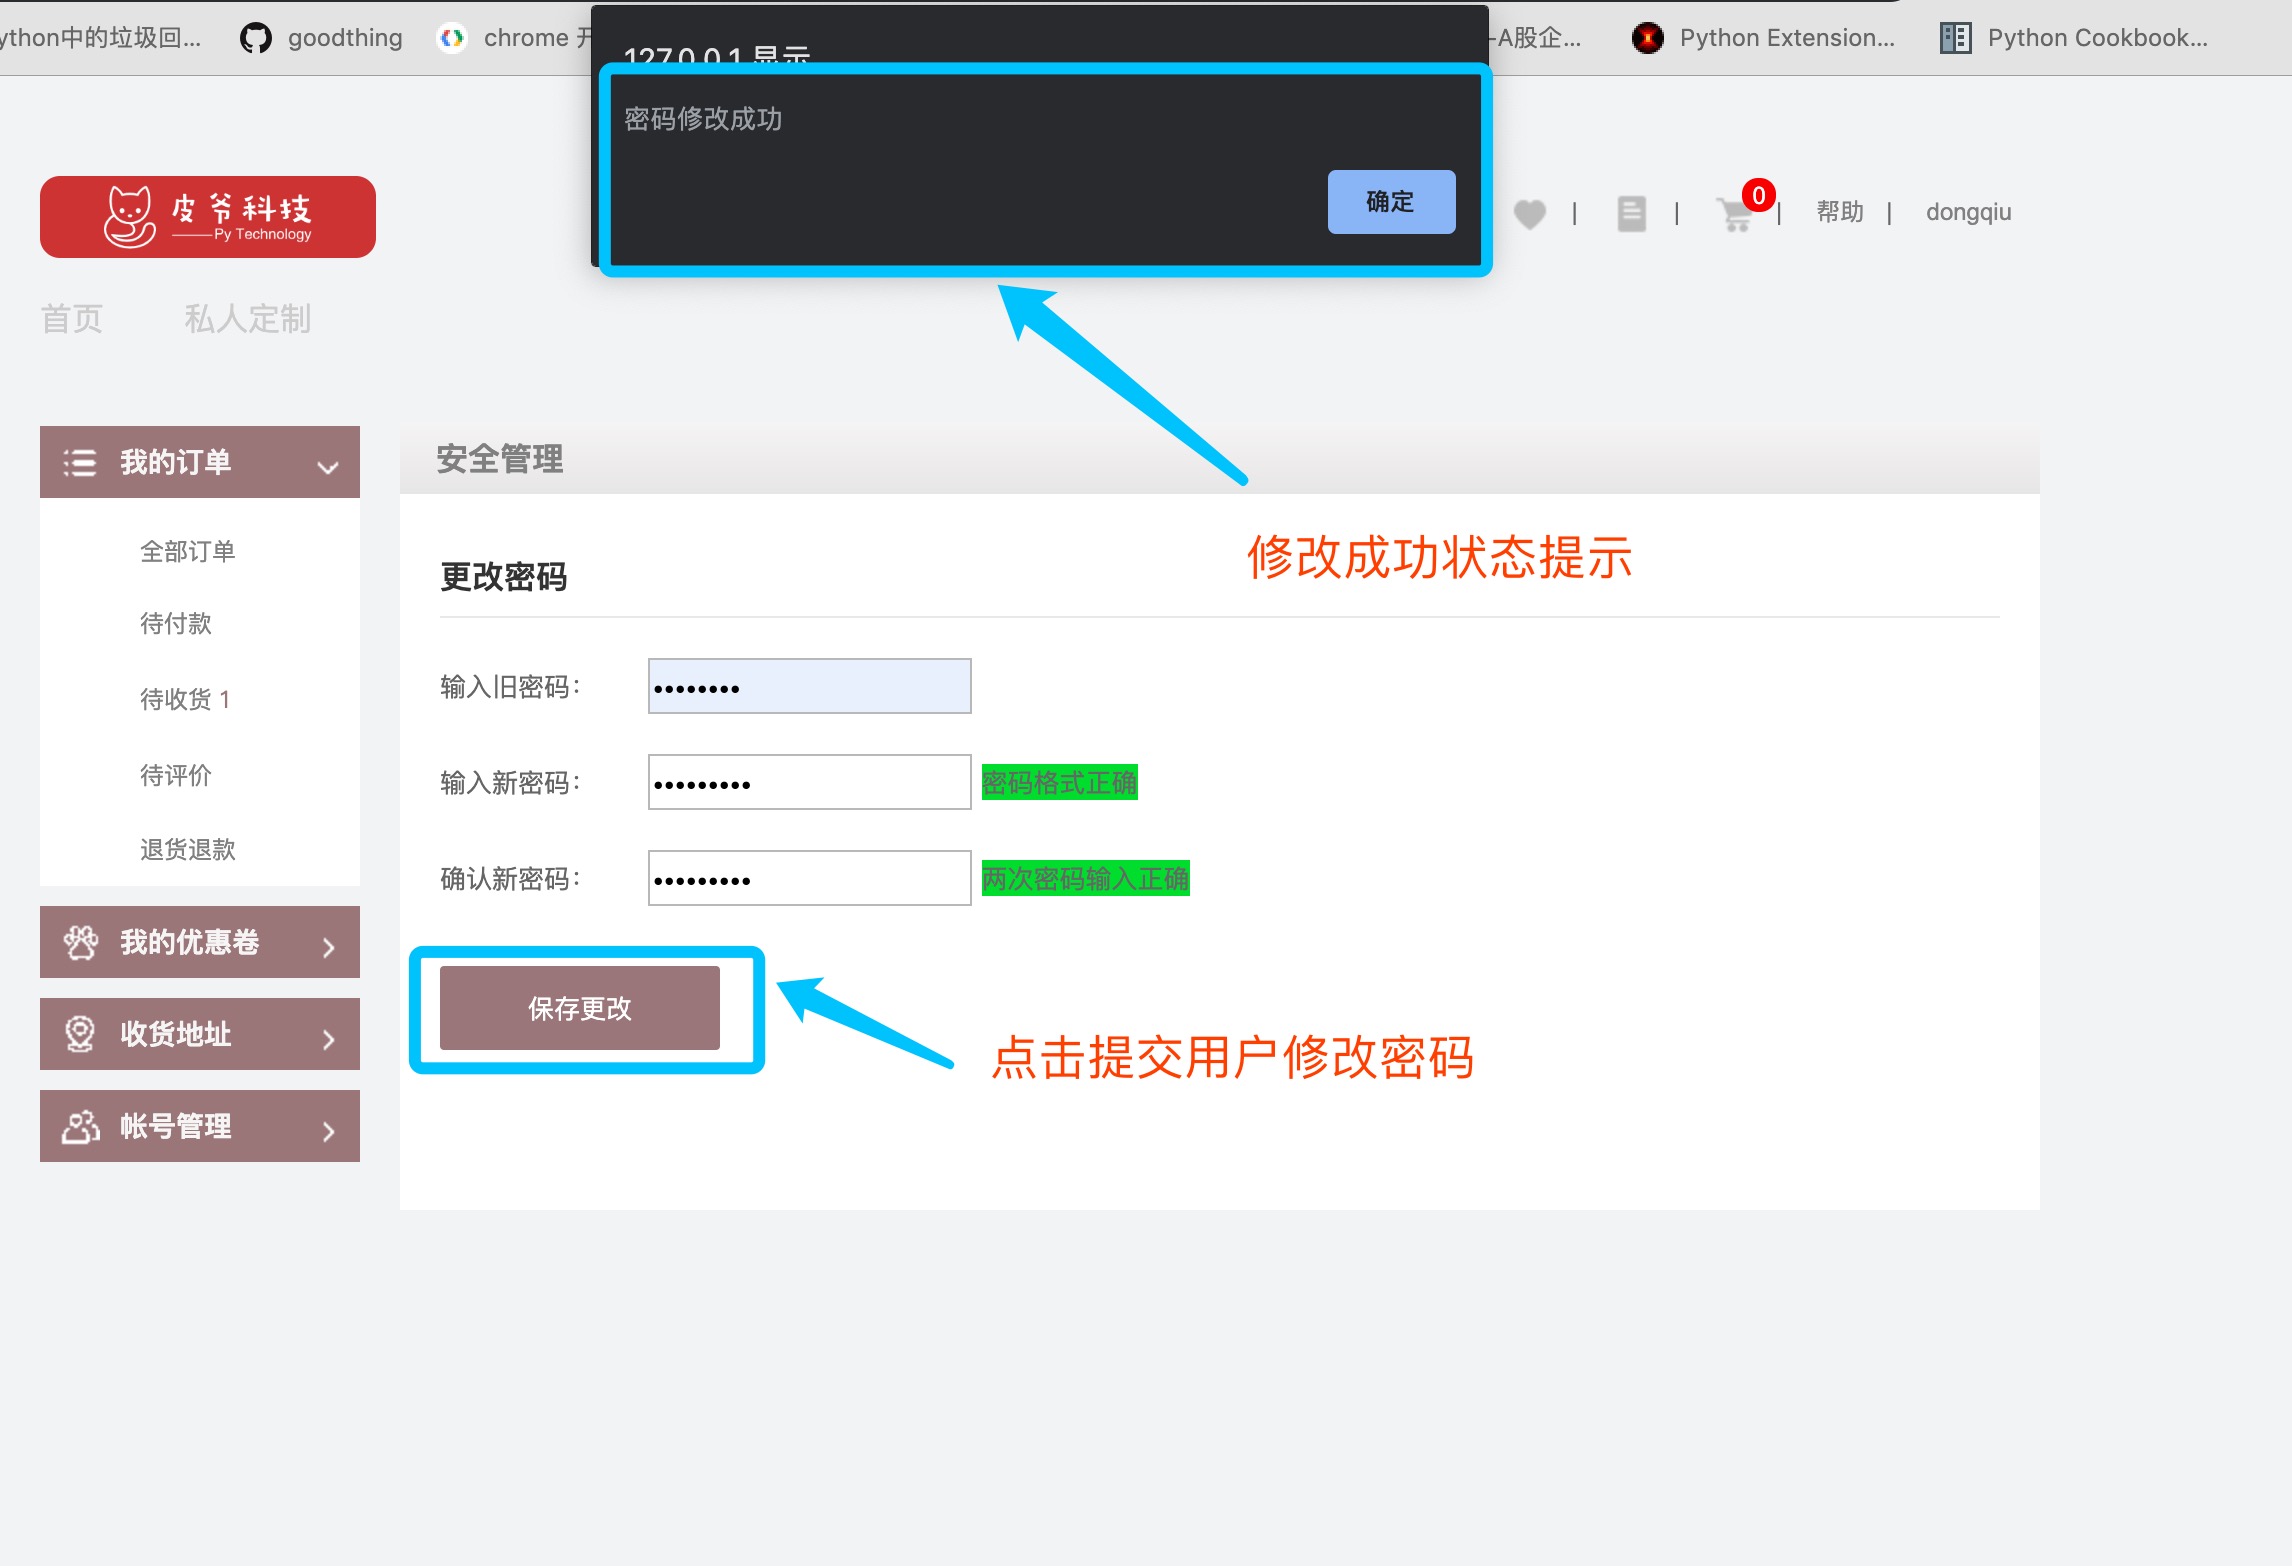 ython中的垃圾回...
goodthing
chrome 开
-A股企...
Python Extension...
Python Cookbook...
127.0.0.1 显示
密码修改成功
确定
皮爷科技
Py Technology
0
帮助
dongqiu
首页
私人定制
我的订单
全部订单
待付款
待收货 1
待评价
退货退款
我的优惠卷
收货地址
帐号管理
安全管理
修改成功状态提示
更改密码
输入旧密码：
输入新密码：
密码格式正确
确认新密码：
两次密码输入正确
保存更改
点击提交用户修改密码